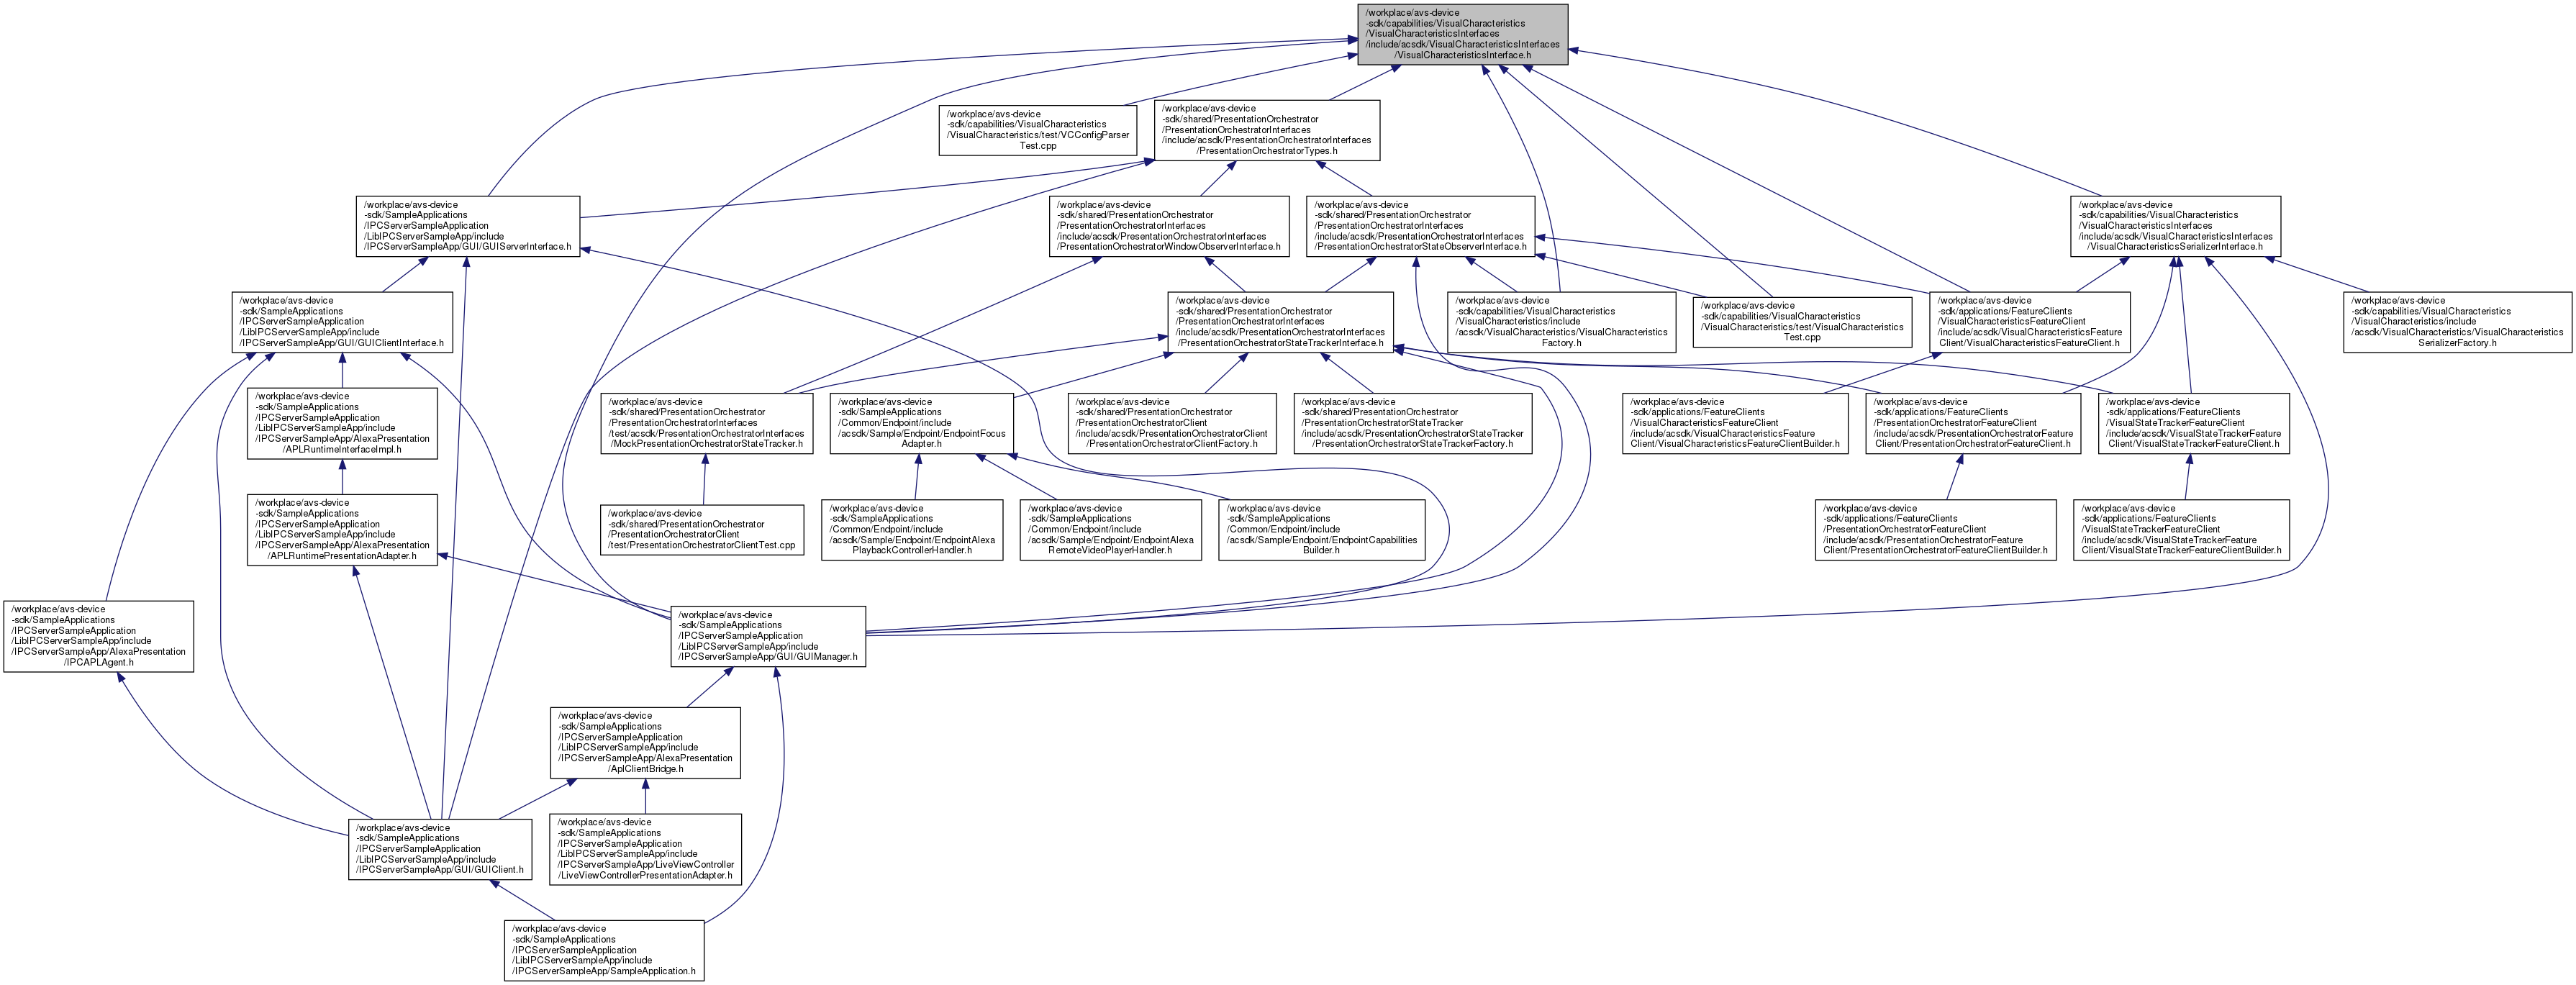 /workplace/avs-device
-sdk/capabilities/VisualCharacteristics
/VisualCharacteristicsInterfaces
/include/acsdk/VisualCharacteristicsInterfaces
/VisualCharacteristicsInterface.h
/workplace/avs-device
-sdk/capabilities/VisualCharacteristics
/VisualCharacteristics/test/VCConfigParser
Test.cpp
/workplace/avs-device
-sdk/shared/PresentationOrchestrator
/PresentationOrchestratorInterfaces
/include/acsdk/PresentationOrchestratorInterfaces
/PresentationOrchestratorTypes.h
/workplace/avs-device
-sdk/SampleApplications
/IPCServerSampleApplication
/LibIPCServerSampleApp/include
/IPCServerSampleApp/GUI/GUIServerInterface.h
/workplace/avs-device
-sdk/shared/PresentationOrchestrator
/PresentationOrchestratorInterfaces
/include/acsdk/PresentationOrchestratorInterfaces
/PresentationOrchestratorWindowObserverInterface.h
/workplace/avs-device
-sdk/shared/PresentationOrchestrator
/PresentationOrchestratorInterfaces
/include/acsdk/PresentationOrchestratorInterfaces
/PresentationOrchestratorStateObserverInterface.h
/workplace/avs-device
-sdk/capabilities/VisualCharacteristics
/VisualCharacteristicsInterfaces
/include/acsdk/VisualCharacteristicsInterfaces
/VisualCharacteristicsSerializerInterface.h
/workplace/avs-device
-sdk/SampleApplications
/IPCServerSampleApplication
/LibIPCServerSampleApp/include
/IPCServerSampleApp/GUI/GUIClientInterface.h
/workplace/avs-device
-sdk/shared/PresentationOrchestrator
/PresentationOrchestratorInterfaces
/include/acsdk/PresentationOrchestratorInterfaces
/PresentationOrchestratorStateTrackerInterface.h
/workplace/avs-device
-sdk/capabilities/VisualCharacteristics
/VisualCharacteristics/include
/acsdk/VisualCharacteristics/VisualCharacteristics
Factory.h
/workplace/avs-device
-sdk/capabilities/VisualCharacteristics
/VisualCharacteristics/test/VisualCharacteristics
Test.cpp
/workplace/avs-device
-sdk/applications/FeatureClients
/VisualCharacteristicsFeatureClient
/include/acsdk/VisualCharacteristicsFeature
Client/VisualCharacteristicsFeatureClient.h
/workplace/avs-device
-sdk/capabilities/VisualCharacteristics
/VisualCharacteristics/include
/acsdk/VisualCharacteristics/VisualCharacteristics
SerializerFactory.h
/workplace/avs-device
-sdk/SampleApplications
/IPCServerSampleApplication
/LibIPCServerSampleApp/include
/IPCServerSampleApp/AlexaPresentation
/APLRuntimeInterfaceImpl.h
/workplace/avs-device
-sdk/shared/PresentationOrchestrator
/PresentationOrchestratorInterfaces
/test/acsdk/PresentationOrchestratorInterfaces
/MockPresentationOrchestratorStateTracker.h
/workplace/avs-device
-sdk/SampleApplications
/Common/Endpoint/include
/acsdk/Sample/Endpoint/EndpointFocus
Adapter.h
/workplace/avs-device
-sdk/shared/PresentationOrchestrator
/PresentationOrchestratorClient
/include/acsdk/PresentationOrchestratorClient
/PresentationOrchestratorClientFactory.h
/workplace/avs-device
-sdk/shared/PresentationOrchestrator
/PresentationOrchestratorStateTracker
/include/acsdk/PresentationOrchestratorStateTracker
/PresentationOrchestratorStateTrackerFactory.h
/workplace/avs-device
-sdk/applications/FeatureClients
/VisualCharacteristicsFeatureClient
/include/acsdk/VisualCharacteristicsFeature
Client/VisualCharacteristicsFeatureClientBuilder.h
/workplace/avs-device
-sdk/applications/FeatureClients
/PresentationOrchestratorFeatureClient
/include/acsdk/PresentationOrchestratorFeature
Client/PresentationOrchestratorFeatureClient.h
/workplace/avs-device
-sdk/applications/FeatureClients
/VisualStateTrackerFeatureClient
/include/acsdk/VisualStateTrackerFeature
Client/VisualStateTrackerFeatureClient.h
/workplace/avs-device
-sdk/SampleApplications
/IPCServerSampleApplication
/LibIPCServerSampleApp/include
/IPCServerSampleApp/AlexaPresentation
/APLRuntimePresentationAdapter.h
/workplace/avs-device
-sdk/shared/PresentationOrchestrator
/PresentationOrchestratorClient
/test/PresentationOrchestratorClientTest.cpp
/workplace/avs-device
-sdk/SampleApplications
/Common/Endpoint/include
/acsdk/Sample/Endpoint/EndpointAlexa
PlaybackControllerHandler.h
/workplace/avs-device
-sdk/SampleApplications
/Common/Endpoint/include
/acsdk/Sample/Endpoint/EndpointAlexa
RemoteVideoPlayerHandler.h
/workplace/avs-device
-sdk/SampleApplications
/Common/Endpoint/include
/acsdk/Sample/Endpoint/EndpointCapabilities
Builder.h
/workplace/avs-device
-sdk/applications/FeatureClients
/PresentationOrchestratorFeatureClient
/include/acsdk/PresentationOrchestratorFeature
Client/PresentationOrchestratorFeatureClientBuilder.h
/workplace/avs-device
-sdk/applications/FeatureClients
/VisualStateTrackerFeatureClient
/include/acsdk/VisualStateTrackerFeature
Client/VisualStateTrackerFeatureClientBuilder.h
/workplace/avs-device
-sdk/SampleApplications
/IPCServerSampleApplication
/LibIPCServerSampleApp/include
/IPCServerSampleApp/AlexaPresentation
/IPCAPLAgent.h
/workplace/avs-device
-sdk/SampleApplications
/IPCServerSampleApplication
/LibIPCServerSampleApp/include
/IPCServerSampleApp/GUI/GUIManager.h
/workplace/avs-device
-sdk/SampleApplications
/IPCServerSampleApplication
/LibIPCServerSampleApp/include
/IPCServerSampleApp/AlexaPresentation
/AplClientBridge.h
/workplace/avs-device
-sdk/SampleApplications
/IPCServerSampleApplication
/LibIPCServerSampleApp/include
/IPCServerSampleApp/GUI/GUIClient.h
/workplace/avs-device
-sdk/SampleApplications
/IPCServerSampleApplication
/LibIPCServerSampleApp/include
/IPCServerSampleApp/LiveViewController
/LiveViewControllerPresentationAdapter.h
/workplace/avs-device
-sdk/SampleApplications
/IPCServerSampleApplication
/LibIPCServerSampleApp/include
/IPCServerSampleApp/SampleApplication.h